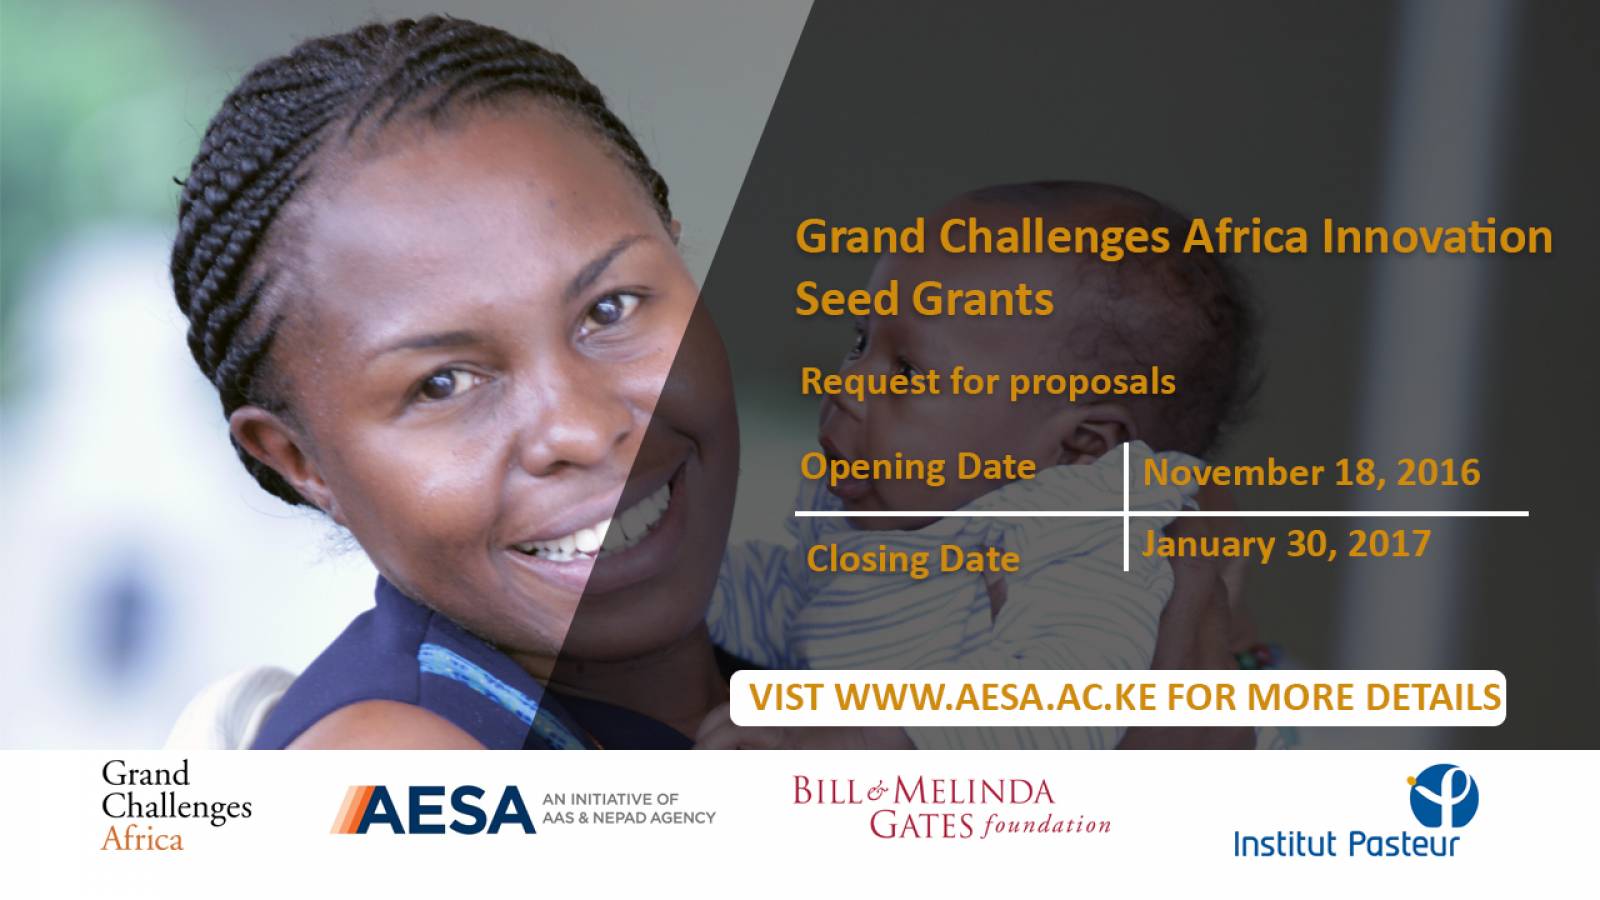 Grand Challenges Africa Innovation
Seed Grants
Request for proposals
Opening Date
November 18, 2016
Closing Date
January 30, 2017
VIST WWW.AESA.AC.KE FOR MORE DETAILS
Grand
Challenges
Africa
AESA
AN INITIATIVE OF
AAS & NEPAD AGENCY
BILL & MELINDA
GATES foundation
Institut Pasteur